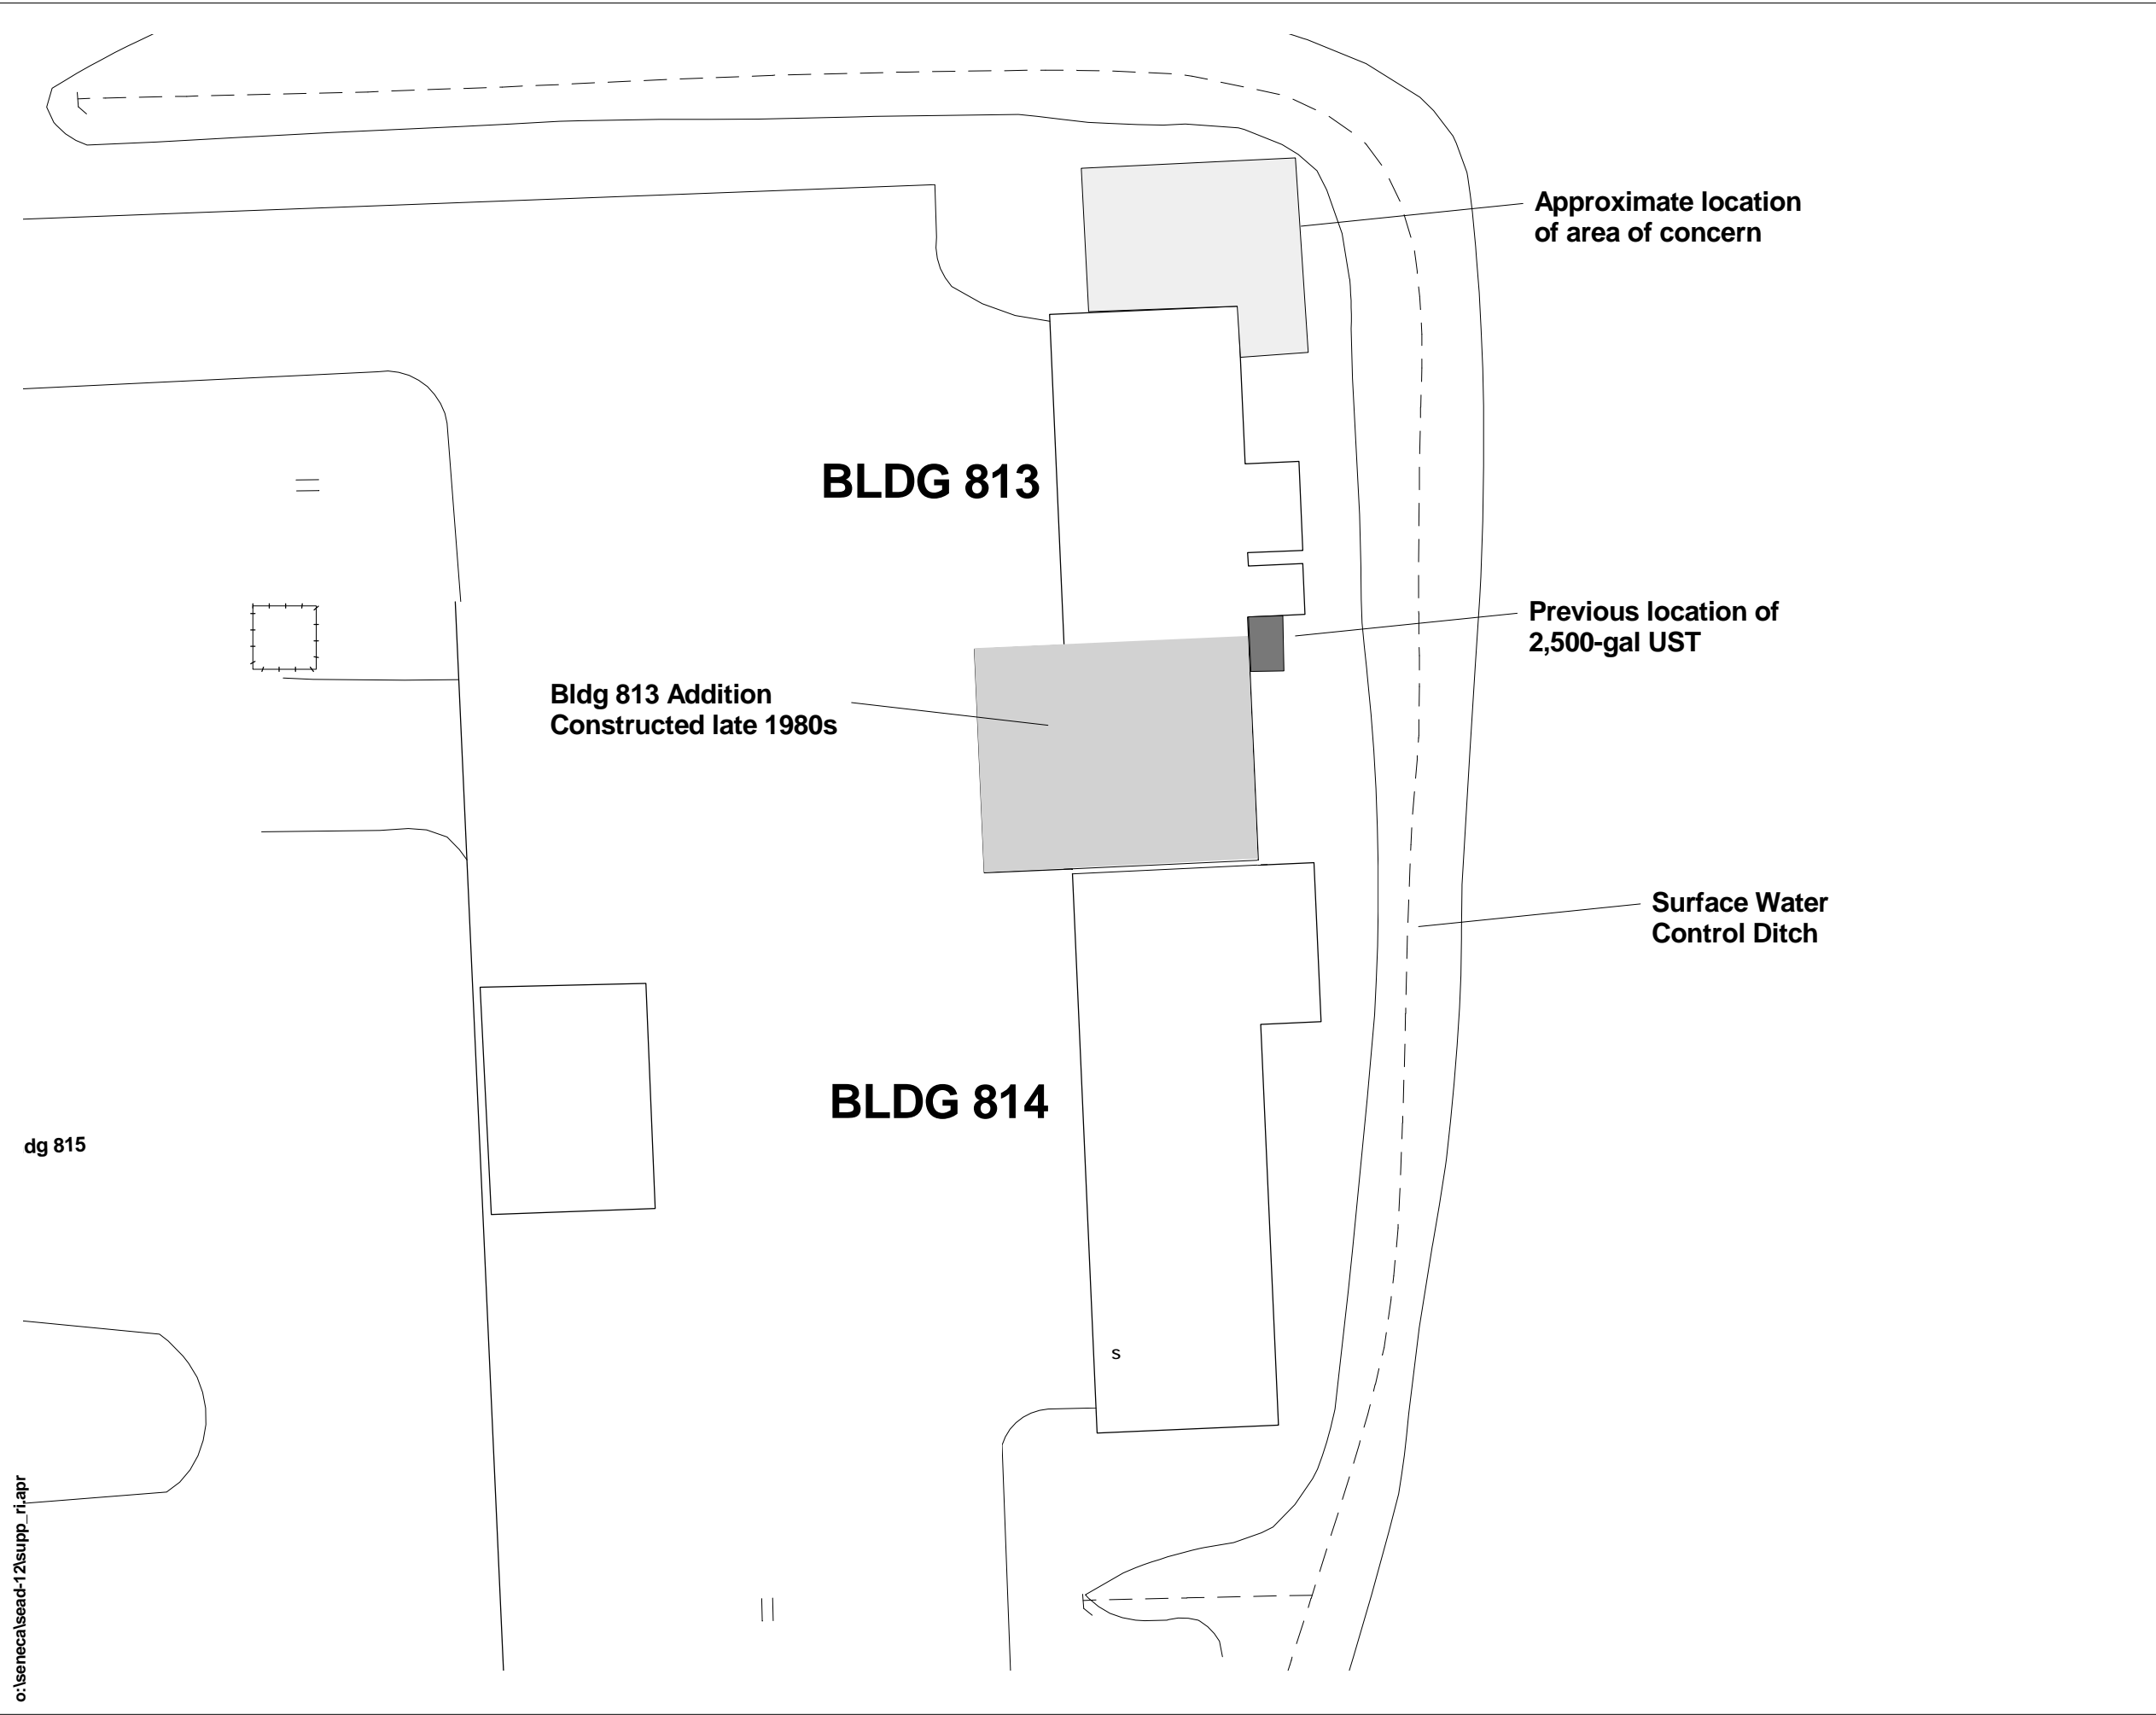 Approximate location
of area of concern
BLDG 813
Previous location of
2,500-gal UST
Bldg 813 Addition
Constructed late 1980s
Surface Water
Control Ditch
BLDG 814
dg 815
s
o:\seneca\sead-12\supp_ri.apr